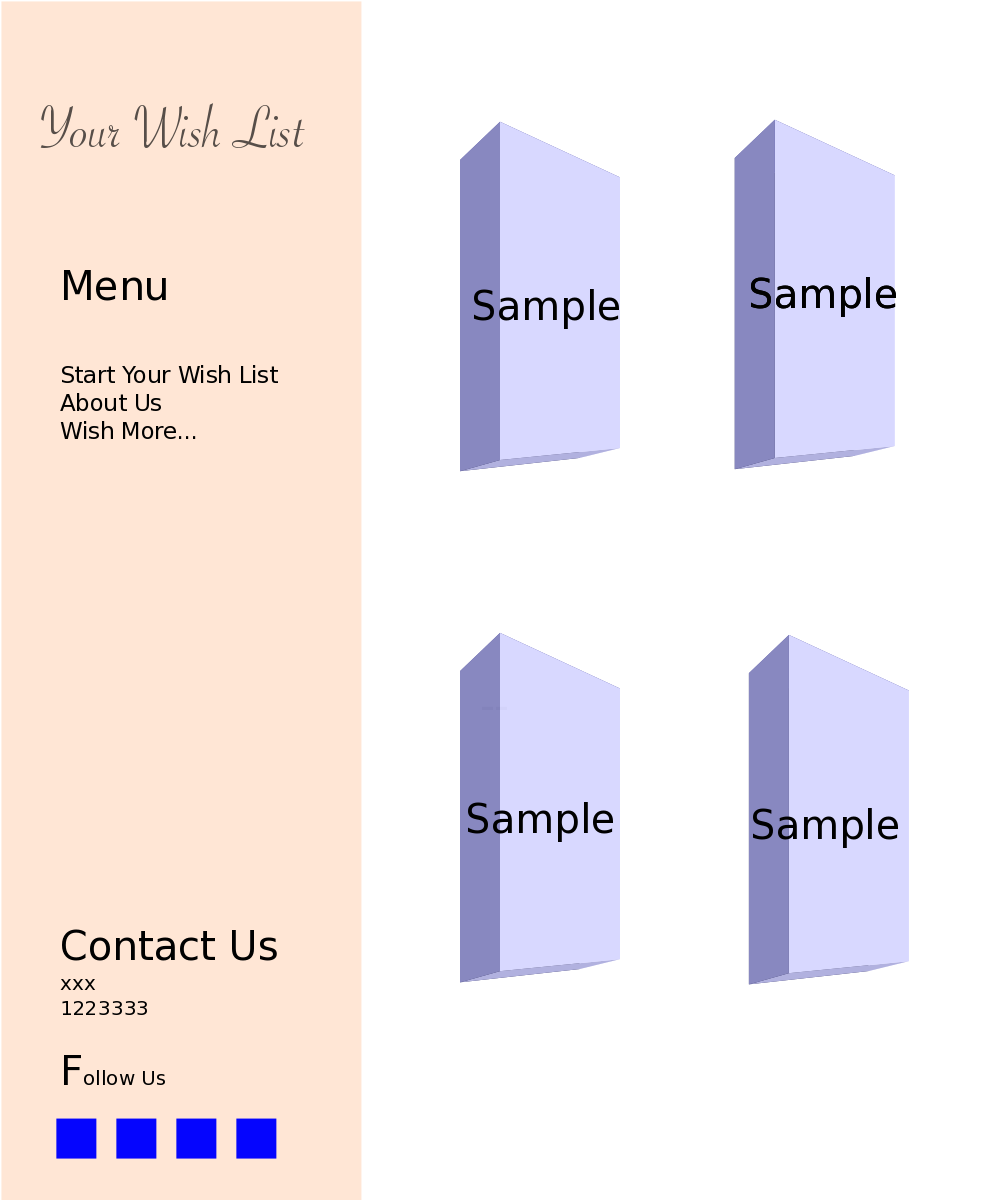 Your Wish List
Menu
Start Your Wish List
About Us
Wish More...
Sample
Sample
Sample
Sample
Contact Us
xxx
1223333
Follow Us